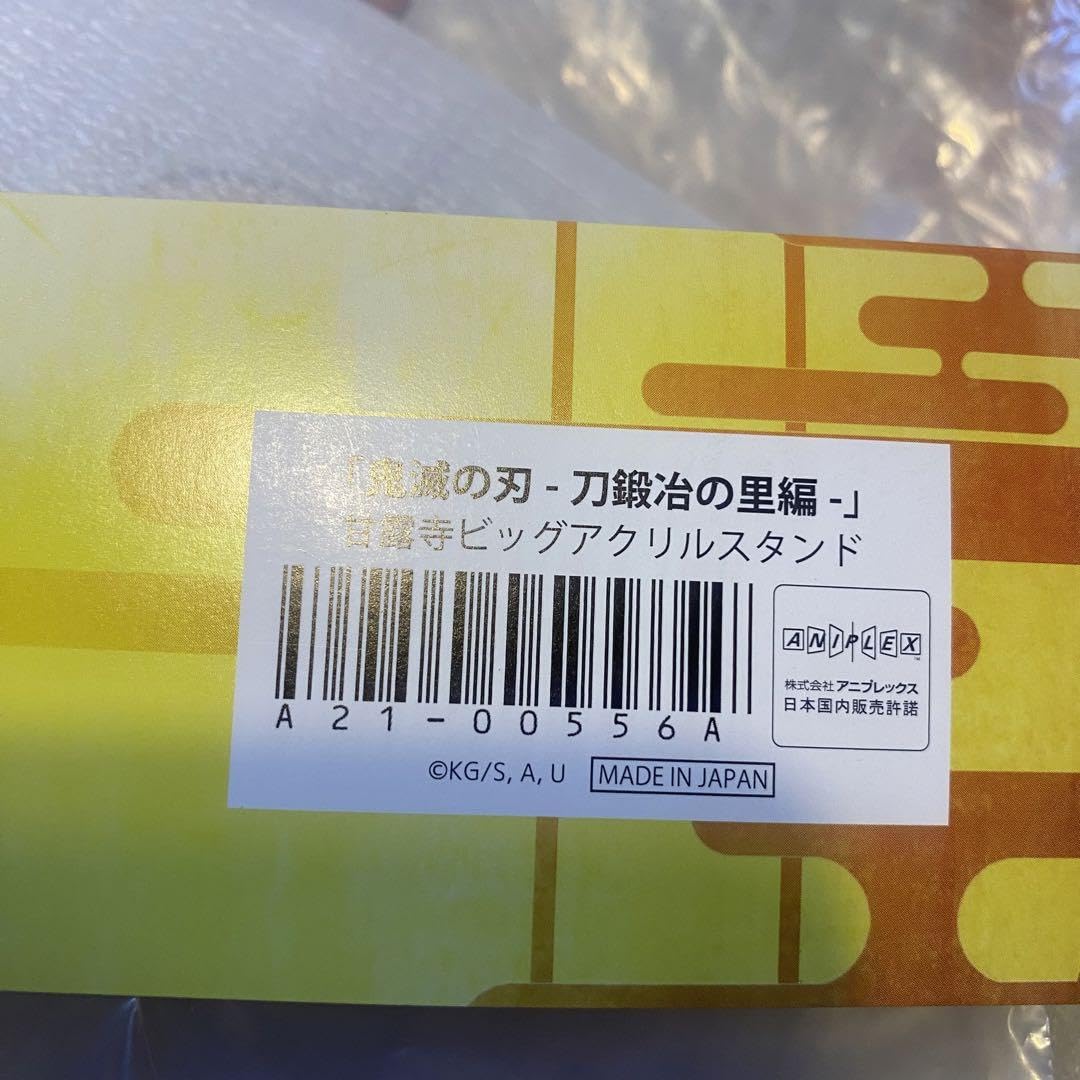 「鬼滅の刃 - 刀鍛冶の里編 -」
甘露寺ビッグアクリルスタンド
A21-00556A
ANIPLEX™
株式会社アニプレックス
日本国内販売許諾
©KG/S, A, U
MADE IN JAPAN